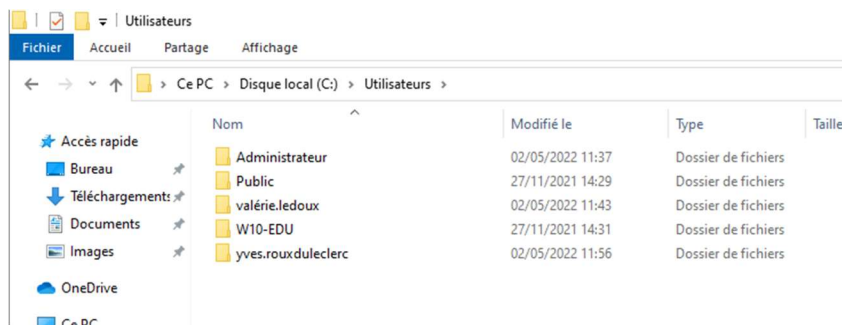 Utilisateurs
Fichier Accueil Partage Affichage
Ce PC > Disque local (C:) > Utilisateurs >
Nom Modifié le Type Taille
Accès rapide
Bureau
Téléchargements
Documents
Images
OneDrive
Ce PC
Administrateur 02/05/2022 11:37 Dossier de fichiers
Public 27/11/2021 14:29 Dossier de fichiers
valérie.ledoux 02/05/2022 11:43 Dossier de fichiers
W10-EDU 27/11/2021 14:31 Dossier de fichiers
yves.rouxduleclerc 02/05/2022 11:56 Dossier de fichiers